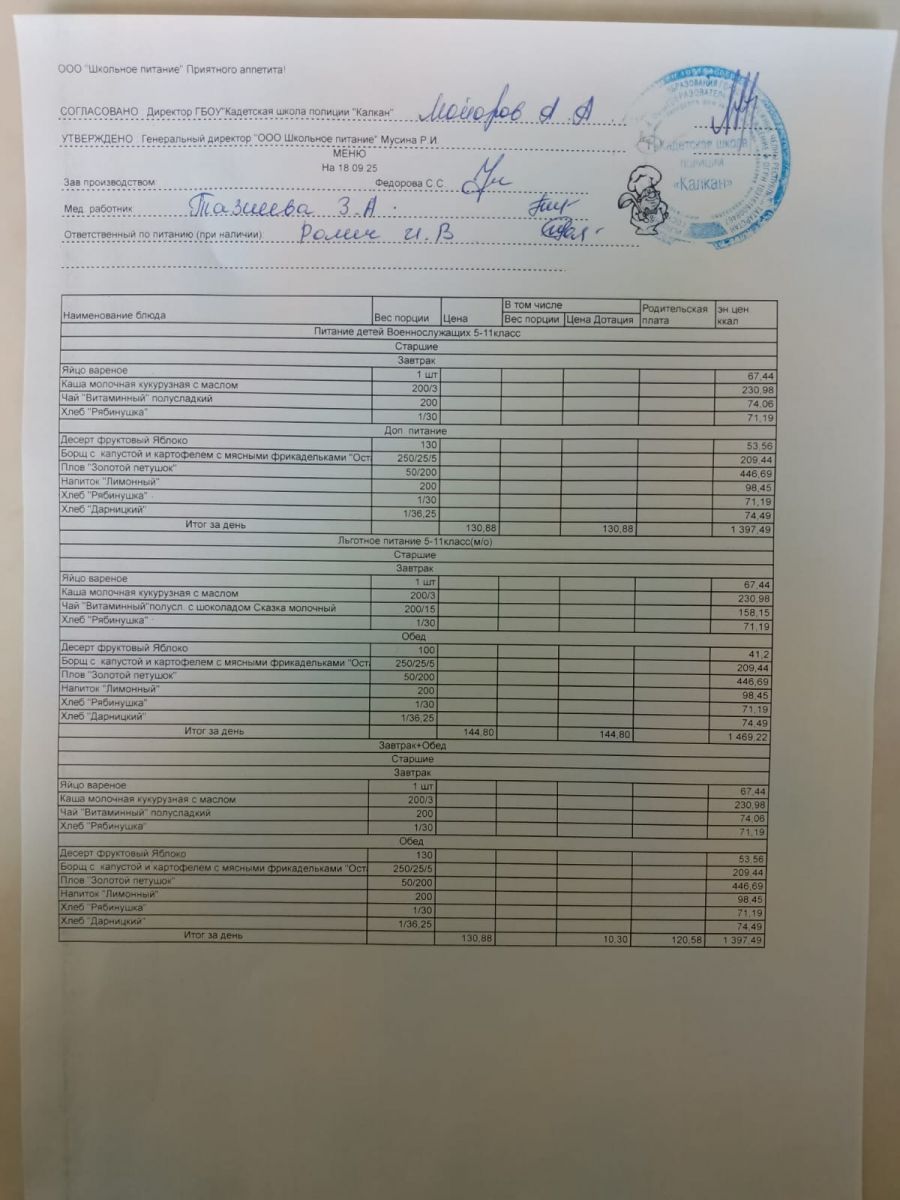 ООО "Школьное питание" Приятного аппетита!
СОГЛАСОВАНО : Директор ГБОУ"Кадетская школа полиции "Калкан" Майоров А А
УТВЕРЖДЕНО : Генеральный директор "ООО Школьное питание" Мусина Р.И.
МЕНЮ
На 18.09.25
Зав производством Федорова С С
Мед. работник З.А.
Ответственный по питанию (при наличии): И.В
Кадетская школа
полиции
«Калкан»
Наименование блюда Вес порции Цена В том числе Родительская плата эн.цен ккал
Вес порции Цена Дотация
Питание детей Военнослужащих 5-11класс
Старшие
Завтрак
Яйцо вареное 1 шт 67,44
Каша молочная кукурузная с маслом 200/3 230,98
Чай "Витаминный" полусладкий 200 74,06
Хлеб "Рябинушка" 1/30 71,19
Доп. питание
Десерт фруктовый Яблоко 130 53,56
Борщ с капустой и картофелем с мясными фрикадельками "Ост 250/25/5 209,44
Плов "Золотой петушок" 50/200 446,69
Напиток "Лимонный" 200 98,45
Хлеб "Рябинушка" 1/30 71,19
Хлеб "Дарницкий" 1/36,25 74,49
Итог за день 130,88 130,88 1 397,49
Льготное питание 5-11класс(м/о)
Старшие
Завтрак
Яйцо вареное 1 шт 67,44
Каша молочная кукурузная с маслом 200/3 230,98
Чай "Витаминный"полусл. с шоколадом Сказка молочный 200/15 158,15
Хлеб "Рябинушка" 1/30 71,19
Обед
Десерт фруктовый Яблоко 100 41,2
Борщ с капустой и картофелем с мясными фрикадельками "Ост 250/25/5 209,44
Плов "Золотой петушок" 50/200 446,69
Напиток "Лимонный" 200 98,45
Хлеб "Рябинушка" 1/30 71,19
Хлеб "Дарницкий" 1/36,25 74,49
Итог за день 144,80 144,80 1 469,22
Завтрак+Обед
Старшие
Завтрак
Яйцо вареное 1 шт 67,44
Каша молочная кукурузная с маслом 200/3 230,98
Чай "Витаминный" полусладкий 200 74,06
Хлеб "Рябинушка" 1/30 71,19
Обед
Десерт фруктовый Яблоко 130 53,56
Борщ с капустой и картофелем с мясными фрикадельками "Ост 250/25/5 209,44
Плов "Золотой петушок" 50/200 446,69
Напиток "Лимонный" 200 98,45
Хлеб "Рябинушка" 1/30 71,19
Хлеб "Дарницкий" 1/36,25 74,49
Итог за день 130,88 10,30 120,58 1 397,49